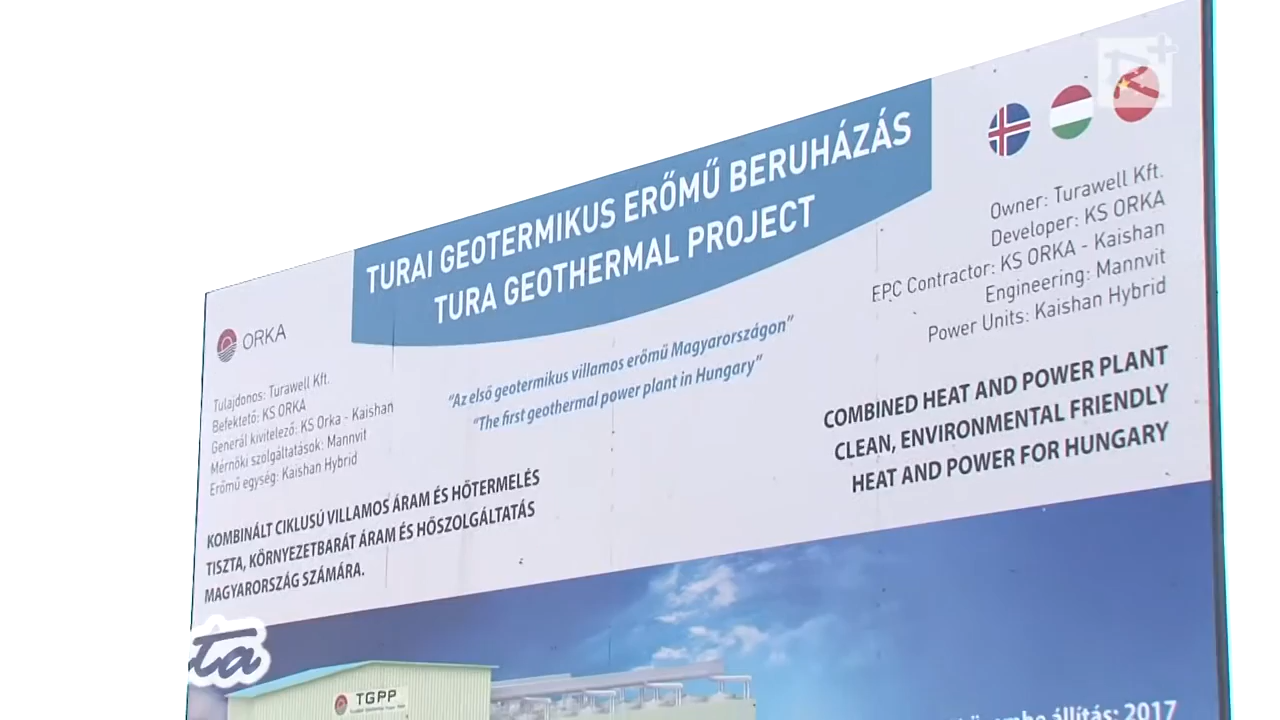 TURAI GEOTERMIKUS ERŐMŰ BERUHÁZÁS
TURA GEOTHERMAL PROJECT
ORKA
"Az első geotermikus villamos erőmű Magyarországon"
"The first geothermal power plant in Hungary"
Tulajdonos: Turawell Kft.
Befektető: KS ORKA
Generál kivitelező: KS Orka - Kaishan
Mérnöki szolgáltatások: Mannvit
Erőmű egység: Kaishan Hybrid
KOMBINÁLT CIKLUSÚ VILLAMOS ÁRAM ÉS HŐTERMELÉS
TISZTA, KÖRNYEZETBARÁT ÁRAM ÉS HŐSZOLGÁLTATÁS
MAGYARORSZÁG SZÁMÁRA.
Owner: Turawell Kft.
Developer: KS ORKA
EPC Contractor: KS ORKA - Kaishan
Engineering: Mannvit
Power Units: Kaishan Hybrid
COMBINED HEAT AND POWER PLANT
CLEAN, ENVIRONMENTAL FRIENDLY
HEAT AND POWER FOR HUNGARY
ta
TGPP
állítás: 2017